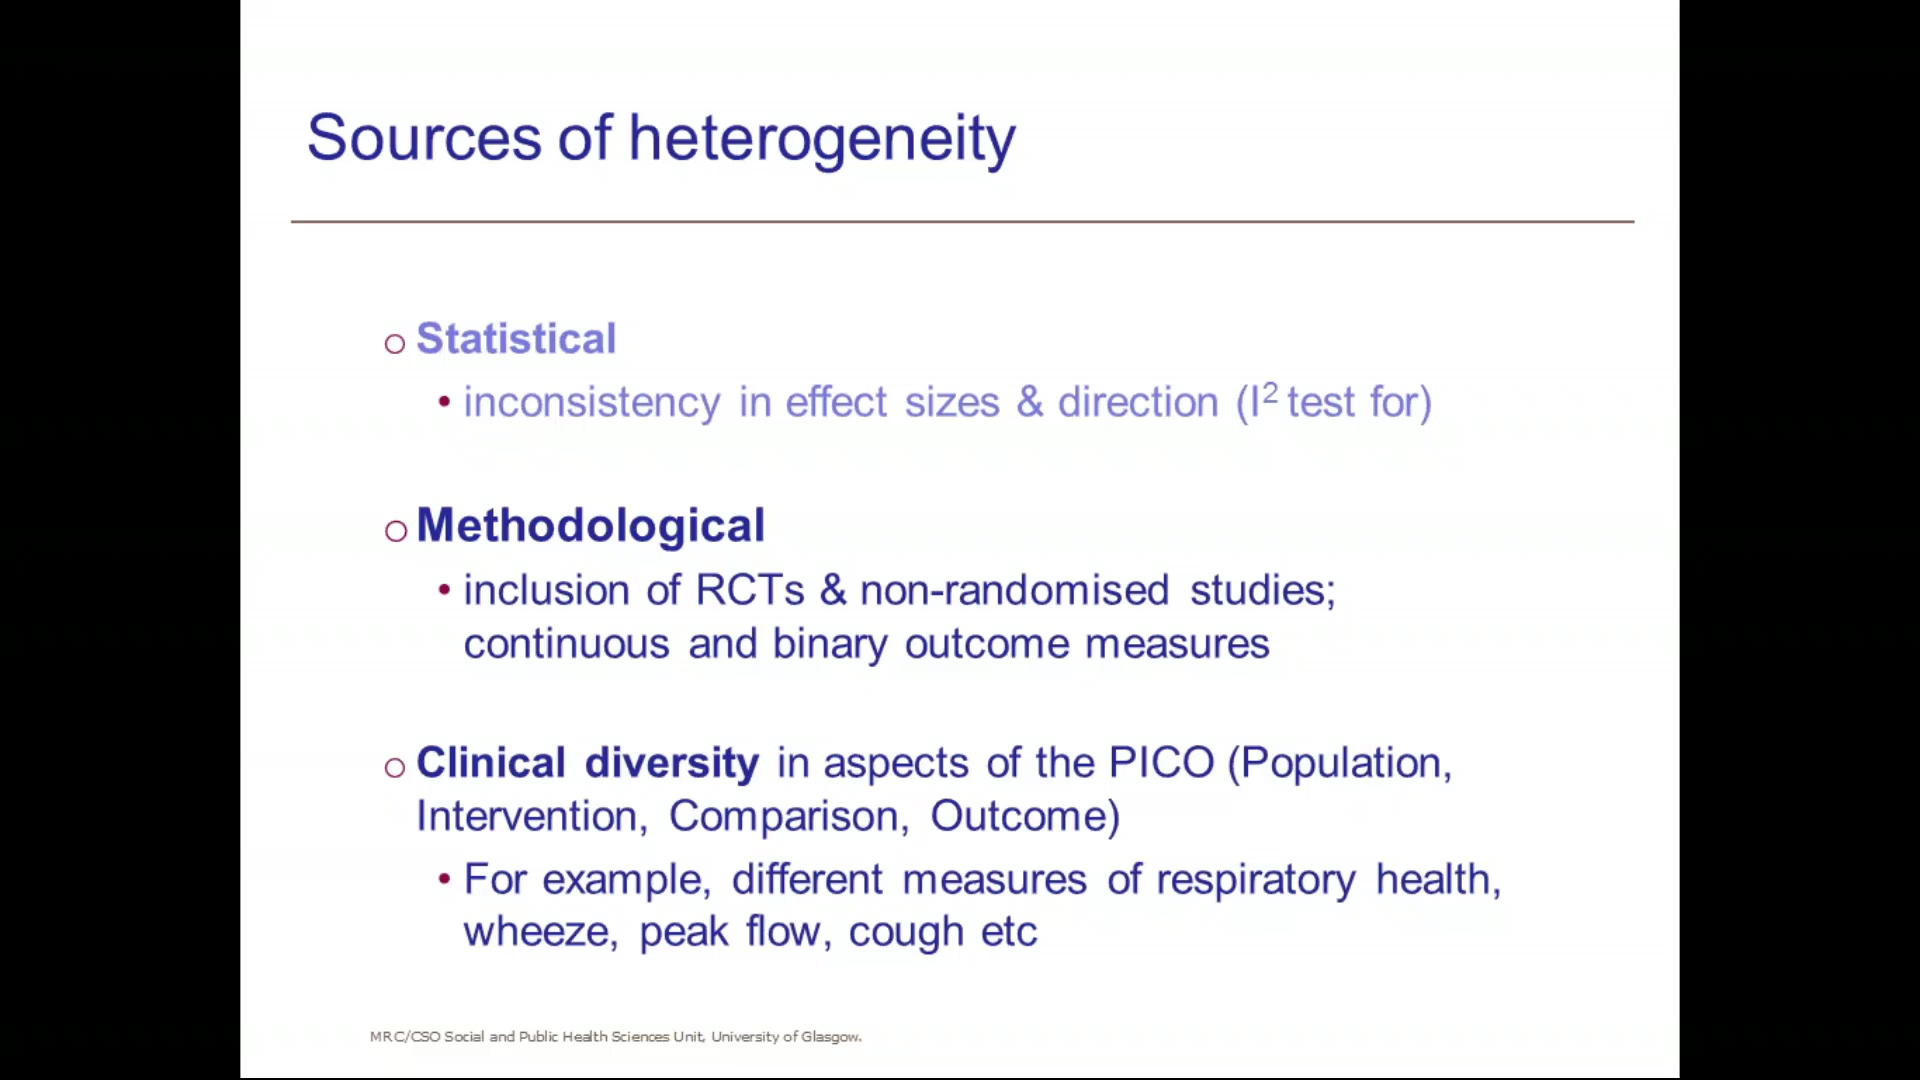 Sources of heterogeneity
Statistical
inconsistency in effect sizes & direction (I² test for)
Methodological
inclusion of RCTs & non-randomised studies;
continuous and binary outcome measures
Clinical diversity in aspects of the PICO (Population,
Intervention, Comparison, Outcome)
For example, different measures of respiratory health,
wheeze, peak flow, cough etc
MRC/CSO Social and Public Health Sciences Unit, University of Glasgow.